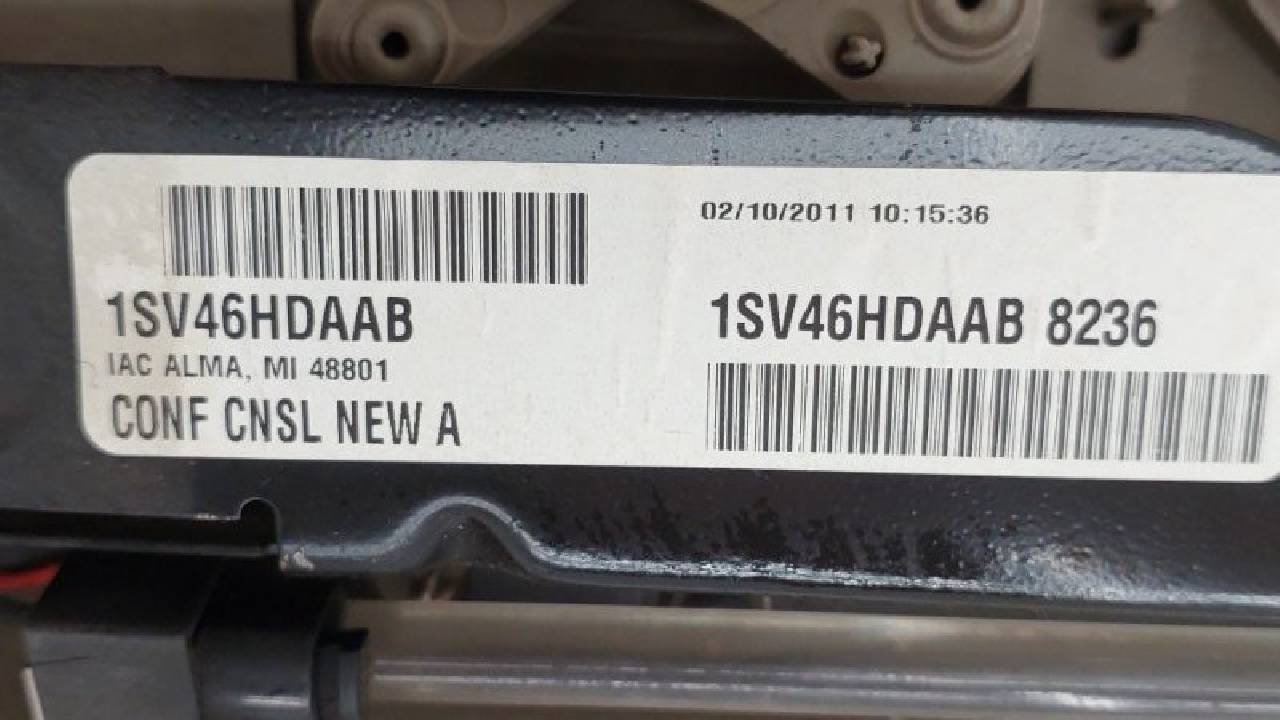 1SV46HDAAB
IAC ALMA, MI 48801
CONF CNSL NEW A
02/10/2011 10:15:36
1SV46HDAAB 8236